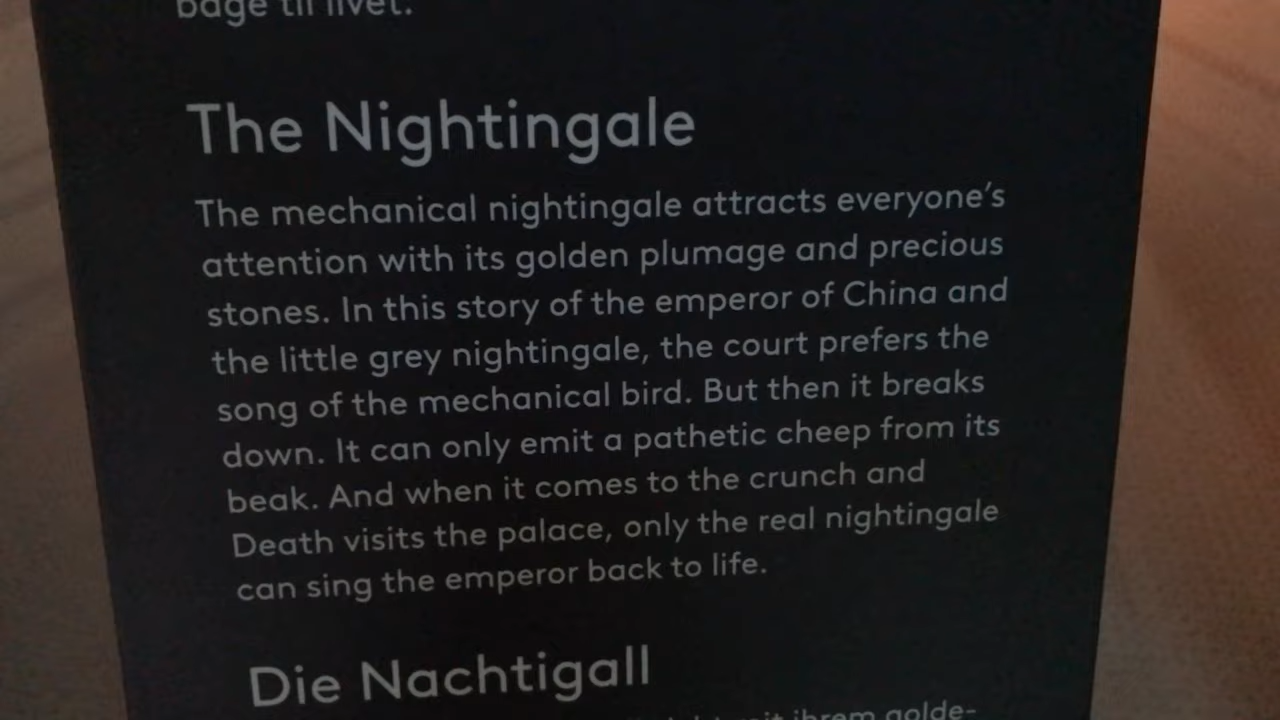 bage til livet.
The Nightingale
The mechanical nightingale attracts everyone's
attention with its golden plumage and precious
stones. In this story of the emperor of China and
the little grey nightingale, the court prefers the
song of the mechanical bird. But then it breaks
down. It can only emit a pathetic cheep from its
beak. And when it comes to the crunch and
Death visits the palace, only the real nightingale
can sing the emperor back to life.
Die Nachtigall
ihrem golde-